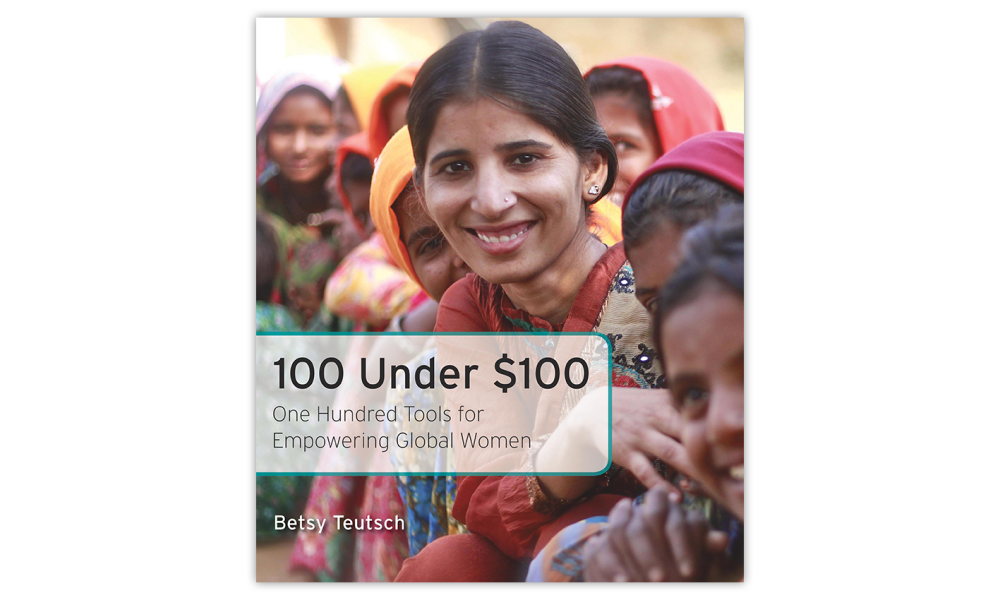 100 Under $100
One Hundred Tools for
Empowering Global Women
Betsy Teutsch